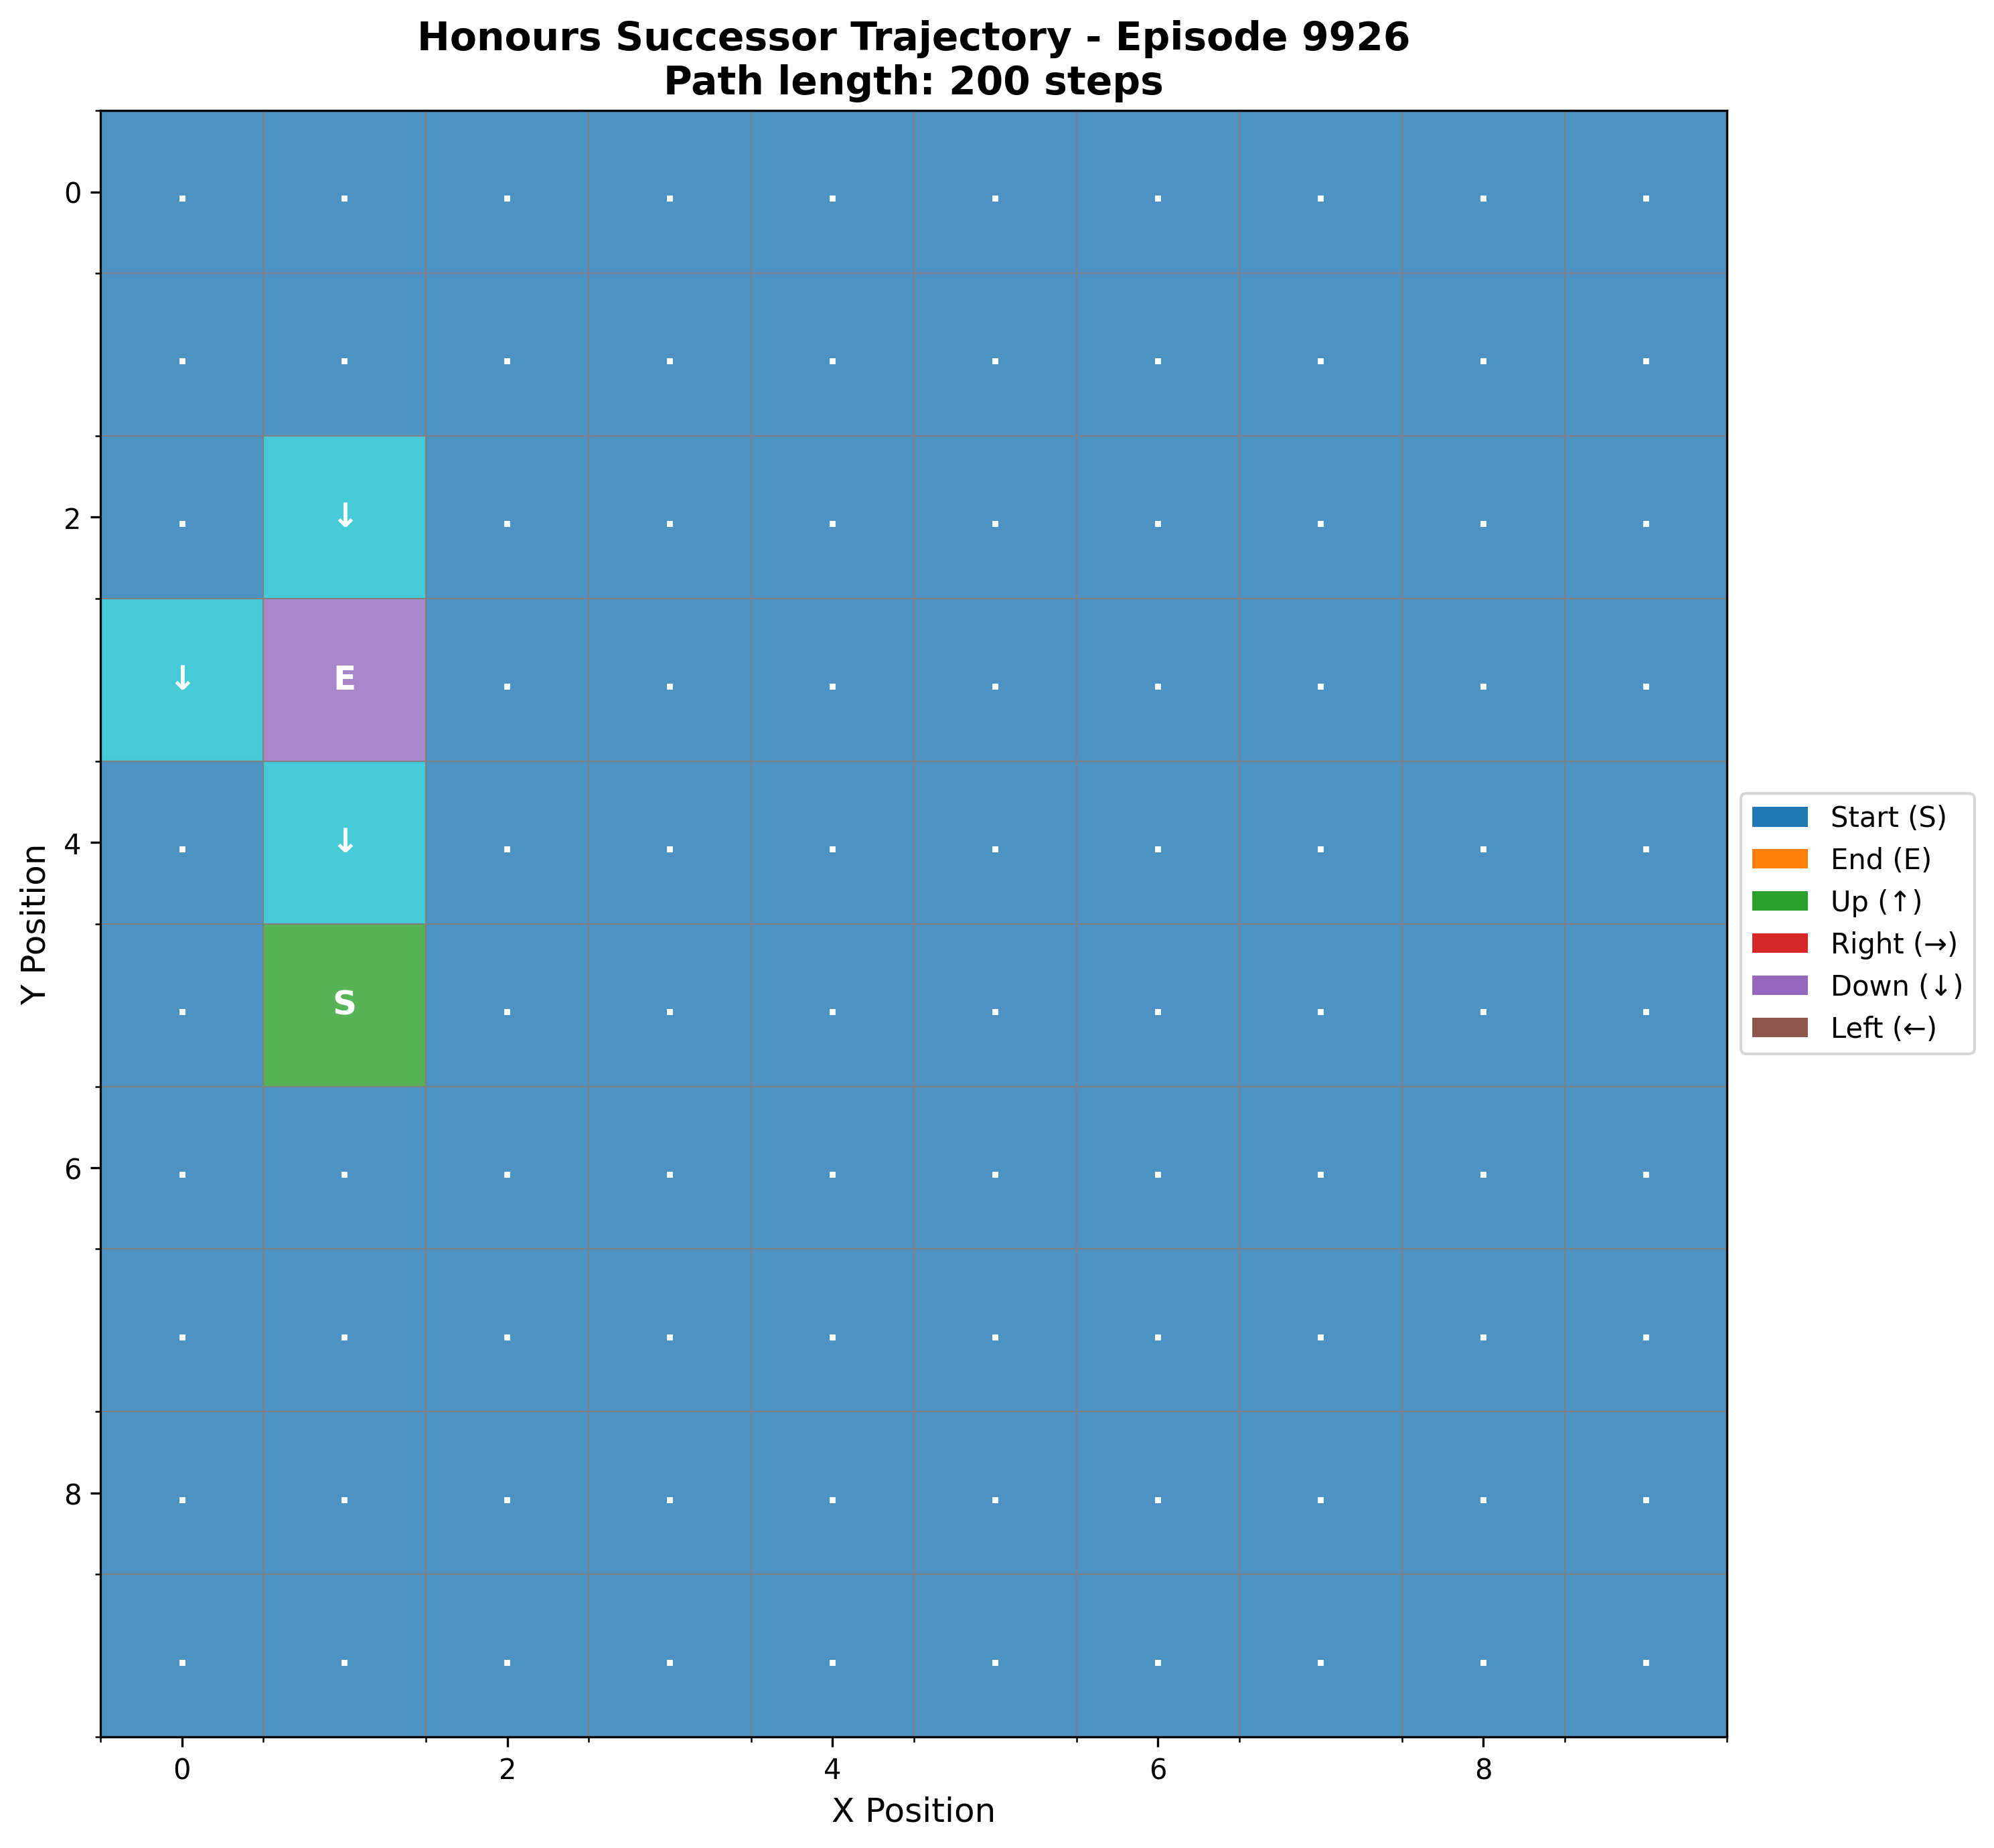 Honours Successor Trajectory - Episode 9926
Path length: 200 steps
0
2
↓
↓ E
4
↓
S
6
8
Y Position
0 2 4 6 8
X Position
Start (S)
End (E)
Up (↑)
Right (→)
Down (↓)
Left (←)